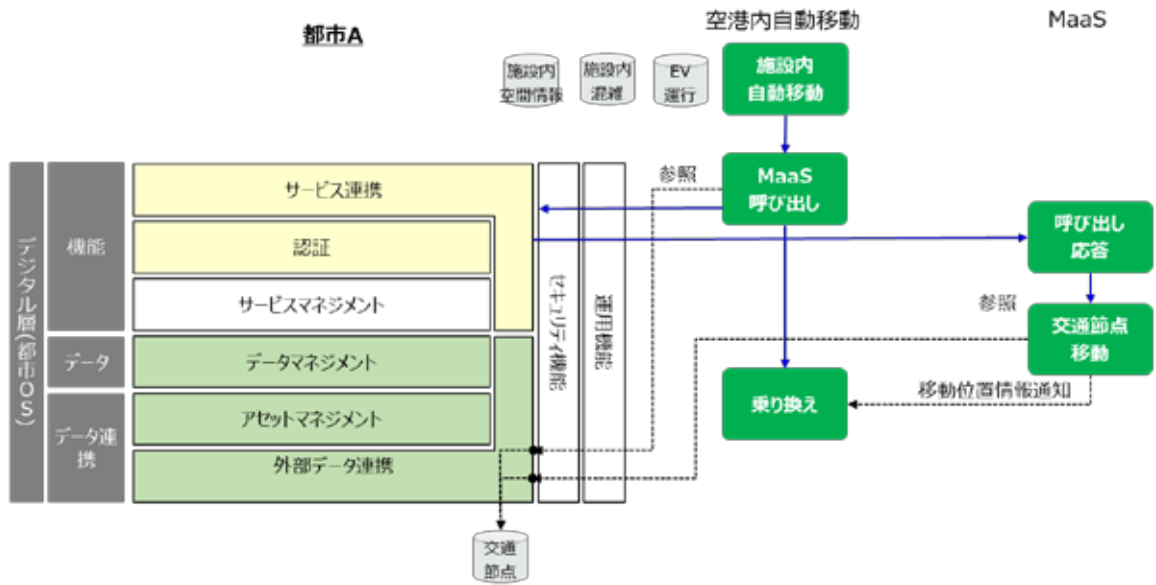 都市A
空港内自動移動
MaaS
施設内
空間情報
施設内
混雑
EV
運行
施設内
自動移動
参照
MaaS
呼び出し
サービス連携
呼び出し
応答
デジタル層(都市OS)
機能
認証
サービスマネジメント
セキュリティ機能
運用機能
参照
交通節点
移動
データ
データマネジメント
移動位置情報通知
乗り換え
アセットマネジメント
データ連
携
外部データ連携
交通
節点